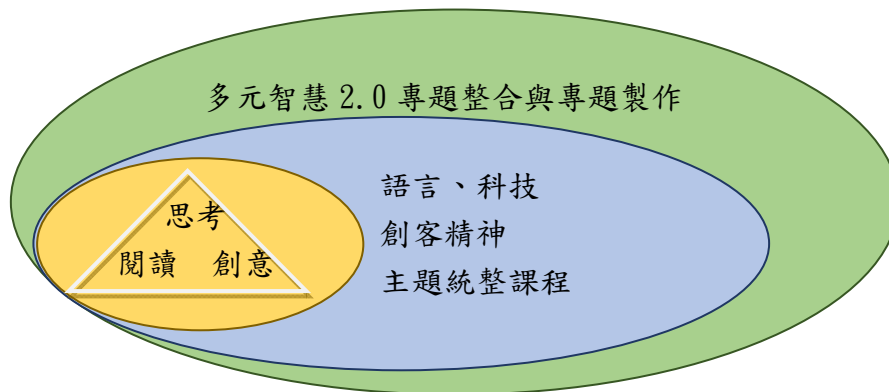 多元智慧 2.0 專題整合與專題製作
語言、科技
創客精神
主題統整課程
思考
閱讀 創意